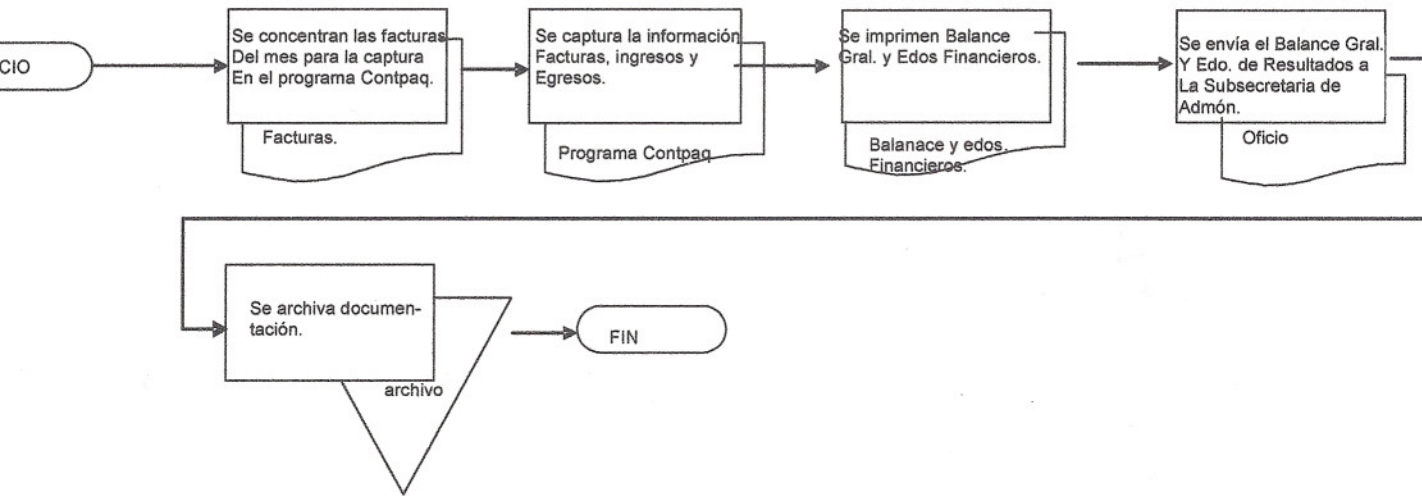 CIO
Se concentran las facturas
Del mes para la captura
En el programa Contpaq.
Facturas.
Se captura la información
Facturas, ingresos y
Egresos.
Programa Contpaq
Se imprimen Balance
Gral. y Edos Financieros.
Balanace y edos.
Financieros.
Se envía el Balance Gral.
Y Edo. de Resultados a
La Subsecretaria de
Admón.
Oficio
Se archiva documen-
tación.
archivo
FIN